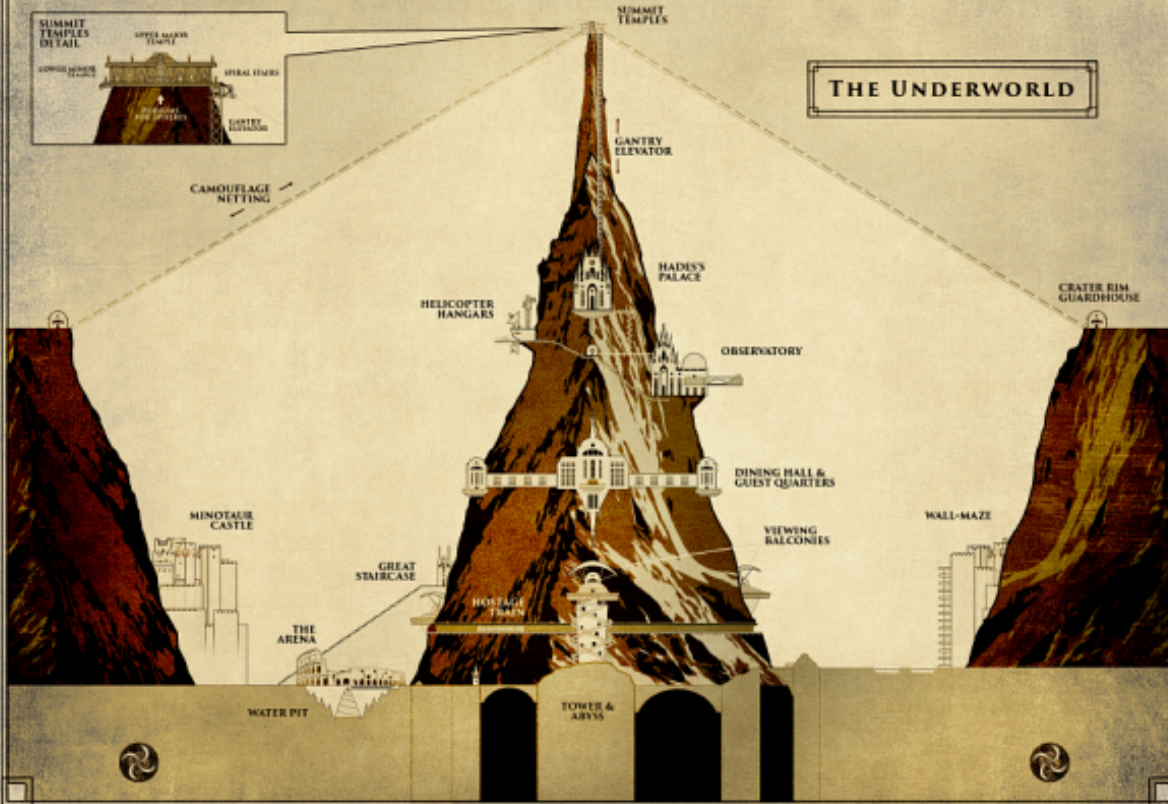 SUMMIT
TEMPLES
DETAIL
UPPER MAJOR
TEMPLE
LOWER MINOR
TEMPLE
SPIRAL STAIRS
GANTRY
ELEVATOR
SUMMIT
TEMPLES
THE UNDERWORLD
GANTRY
ELEVATOR
CAMOUFLAGE
NETTING
HADES'S
PALACE
HELICOPTER
HANGARS
CRATER RIM
GUARDHOUSE
OBSERVATORY
DINING HALL &
GUEST QUARTERS
MINOTAUR
CASTLE
WALL-MAZE
VIEWING
BALCONIES
GREAT
STAIRCASE
HOSTAGE
TRAIN
THE
ARENA
WATER PIT
TOWER &
ABYSS